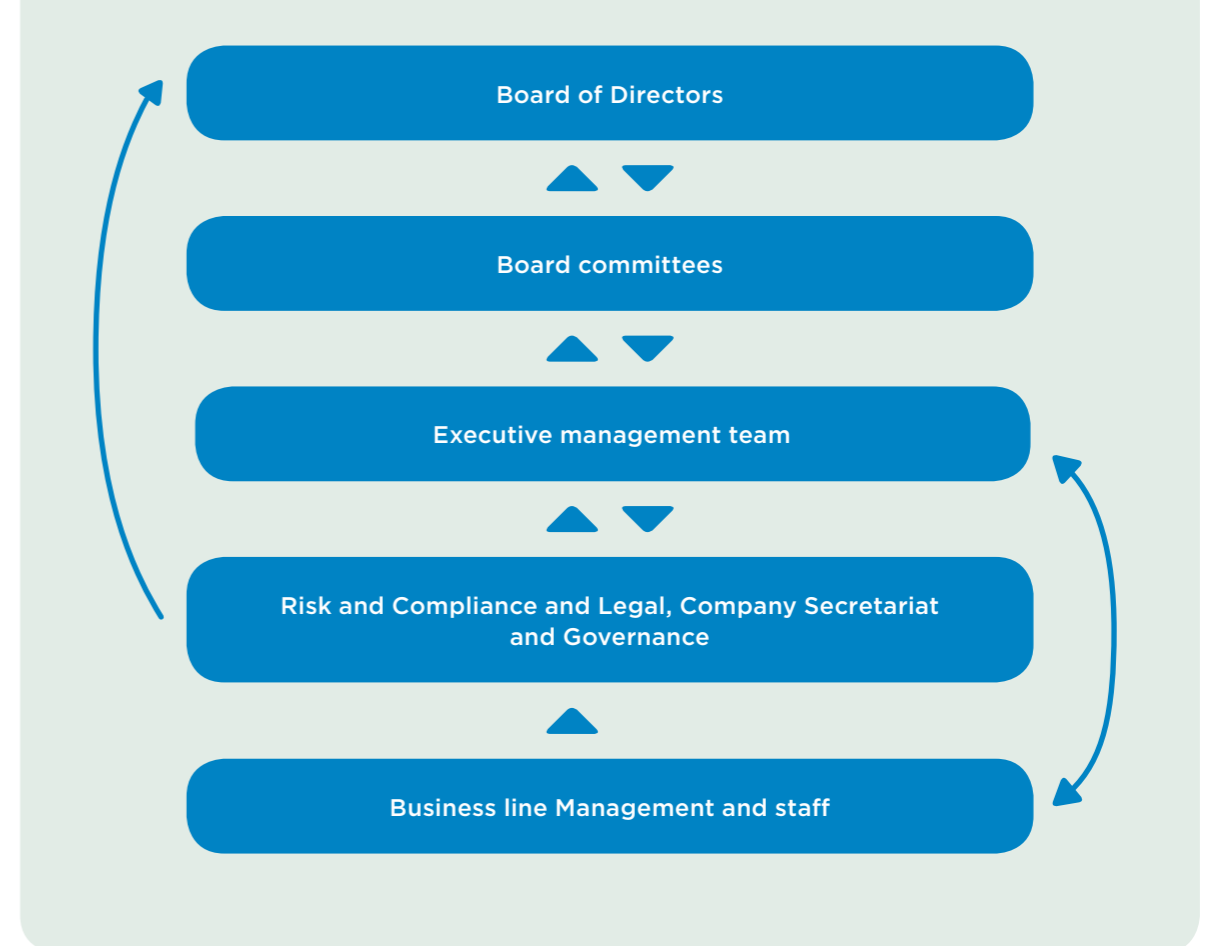 Board of Directors
Board committees
Executive management team
Risk and Compliance and Legal, Company Secretariat
and Governance
Business line Management and staff